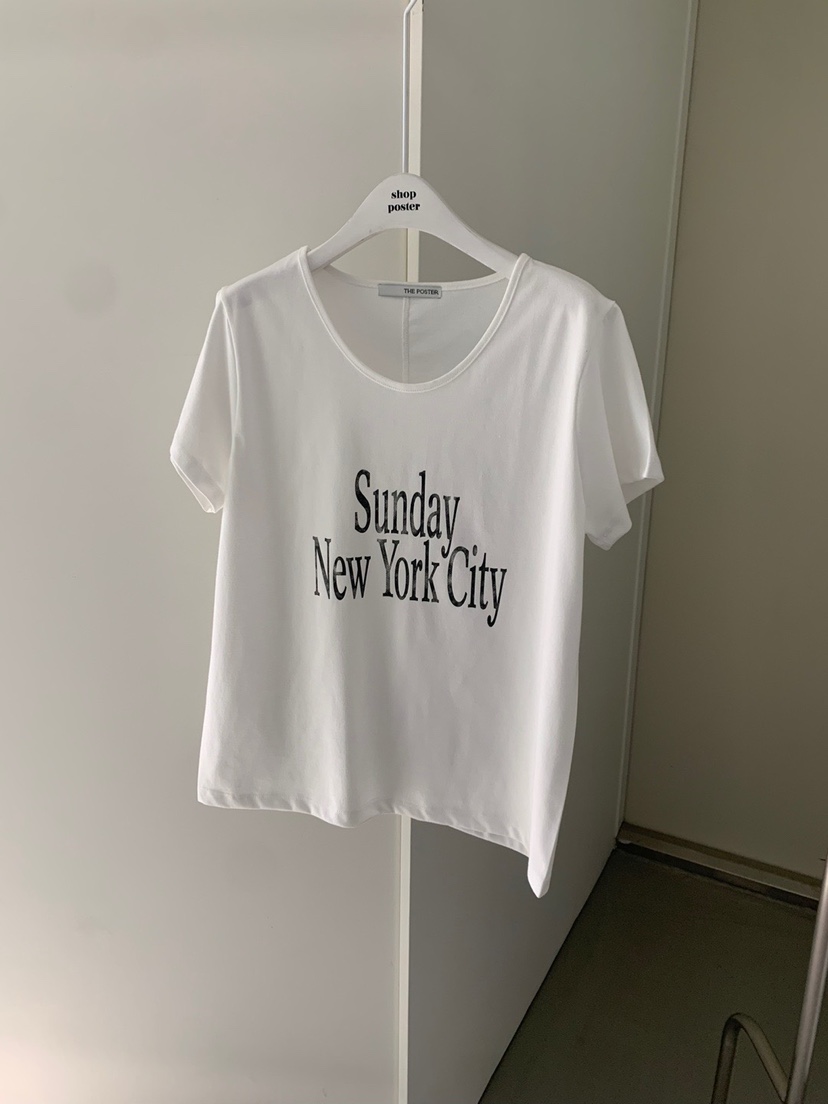 shop
poster
THE POSTER
Sunday
New York City